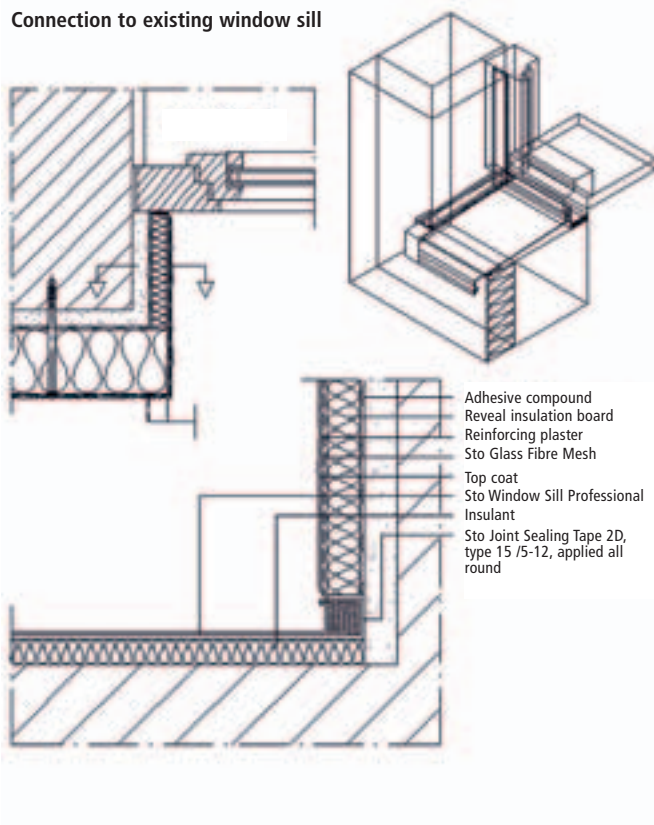 Connection to existing window sill
Adhesive compound
Reveal insulation board
Reinforcing plaster
Sto Glass Fibre Mesh
Top coat
Sto Window Sill Professional
Insulant
Sto Joint Sealing Tape 2D,
type 15 /5-12, applied all
round